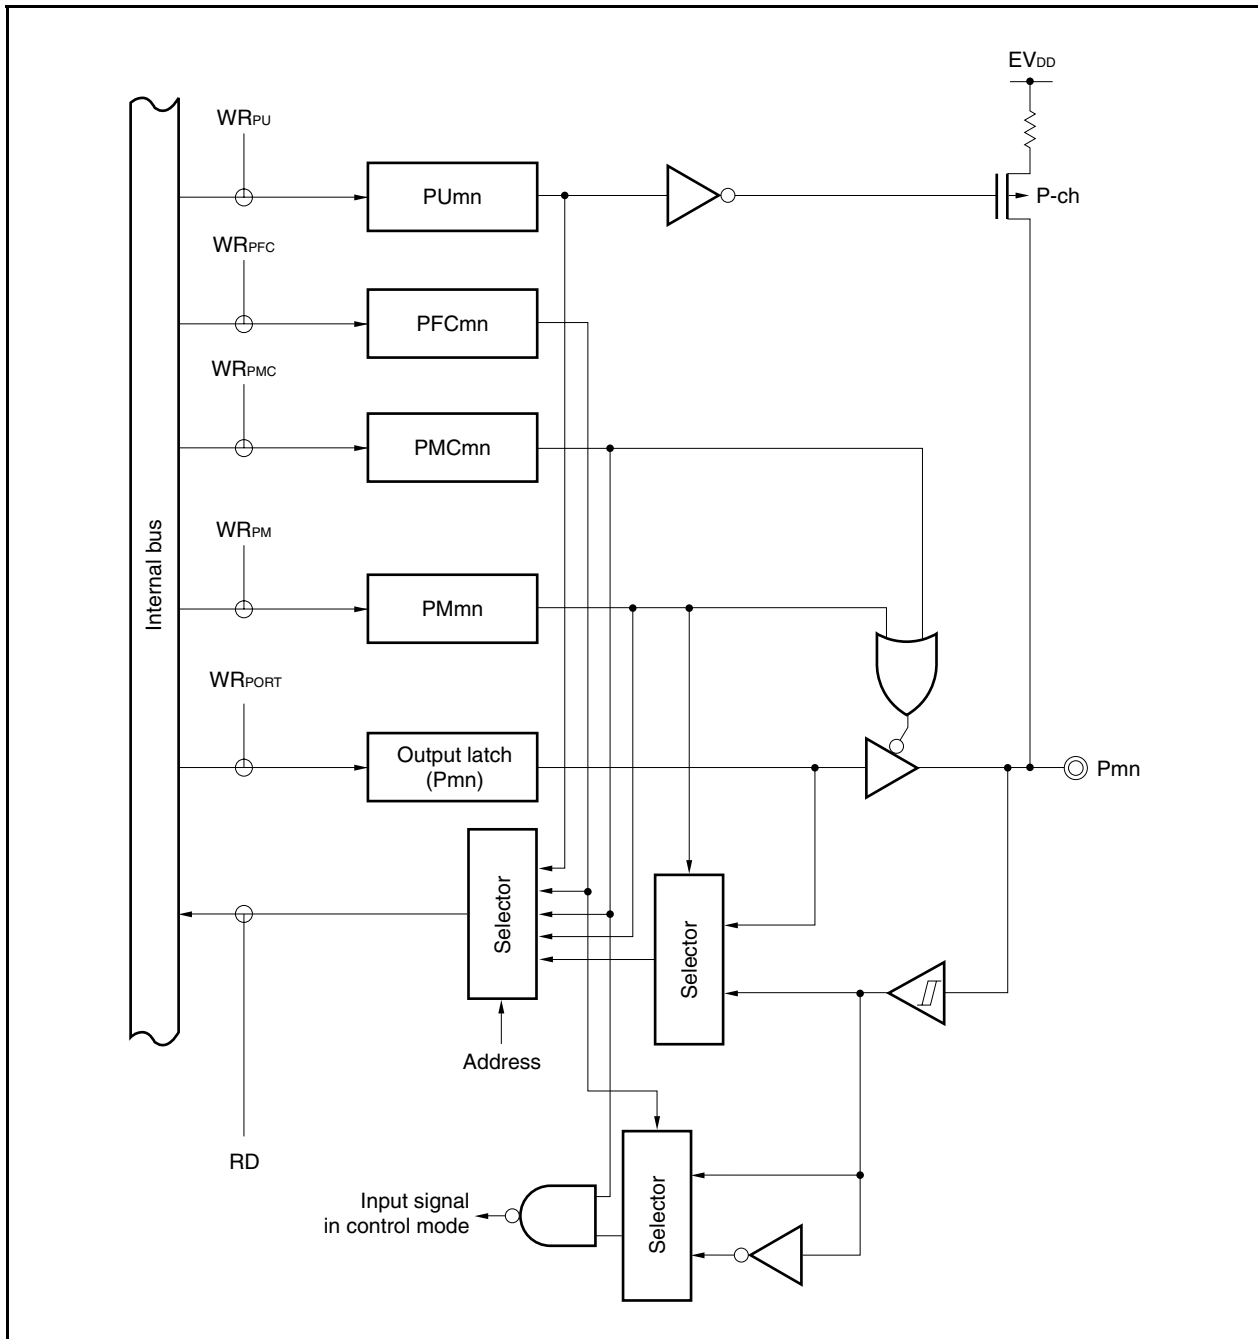 EVDD
WRPU
PUmn
P-ch
WRPFC
PFCmn
WRPMC
PMCmn
Internal bus
WRPM
PMmn
WRPORT
Output latch
(Pmn)
Pmn
Selector
Selector
Address
RD
Selector
Input signal
in control mode